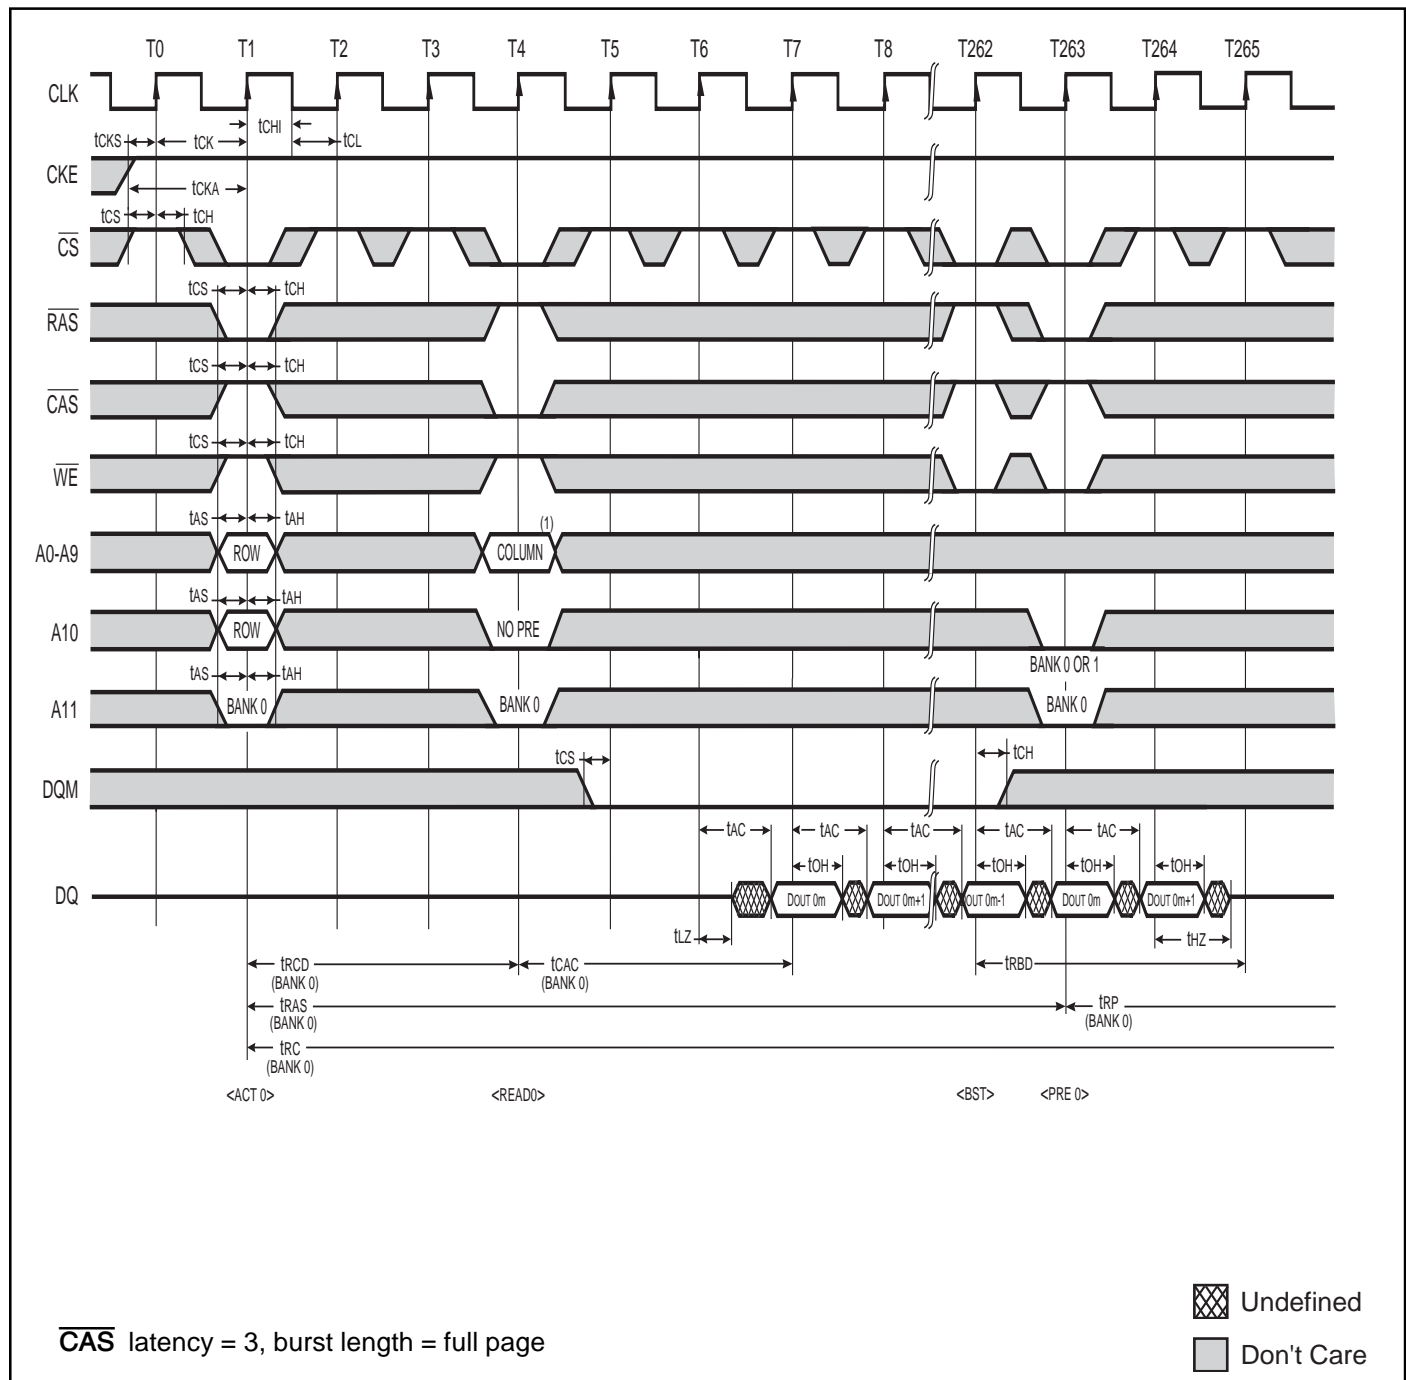 T0 T1 T2 T3 T4 T5 T6 T7 T8 T262 T263 T264 T265
CLK
tCHI
tCKS tCK tCL
CKE
tCKA
tCS tCH
CS
tCS tCH
RAS
tCS tCH
CAS
tCS tCH
WE
tAS tAH (1)
A0-A9 ROW COLUMN
tAS tAH
A10 ROW NO PRE
BANK 0 OR 1
tAS tAH
A11 BANK 0 BANK 0 BANK 0
tCS tCH
DQM
tAC tAC tAC tAC tAC
tOH tOH tOH tOH tOH
DQ DOUT 0m DOUT 0m+1 OUT 0m-1 DOUT 0m DOUT 0m+1
tLZ tHZ
tRCD tCAC tRBD
(BANK 0) (BANK 0)
tRAS tRP
(BANK 0) (BANK 0)
tRC
(BANK 0)
<ACT 0> <READ0> <BST> <PRE 0>
Undefined
CAS latency = 3, burst length = full page
Don't Care